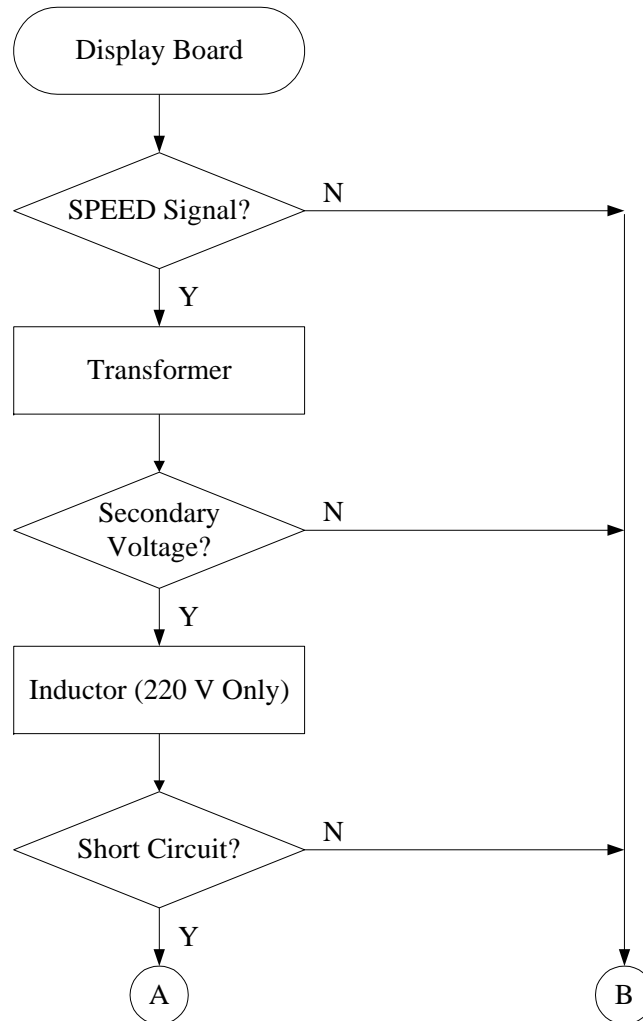 Display Board
SPEED Signal?
N
Y
Transformer
Secondary
Voltage?
N
Y
Inductor (220 V Only)
Short Circuit?
N
Y
A
B